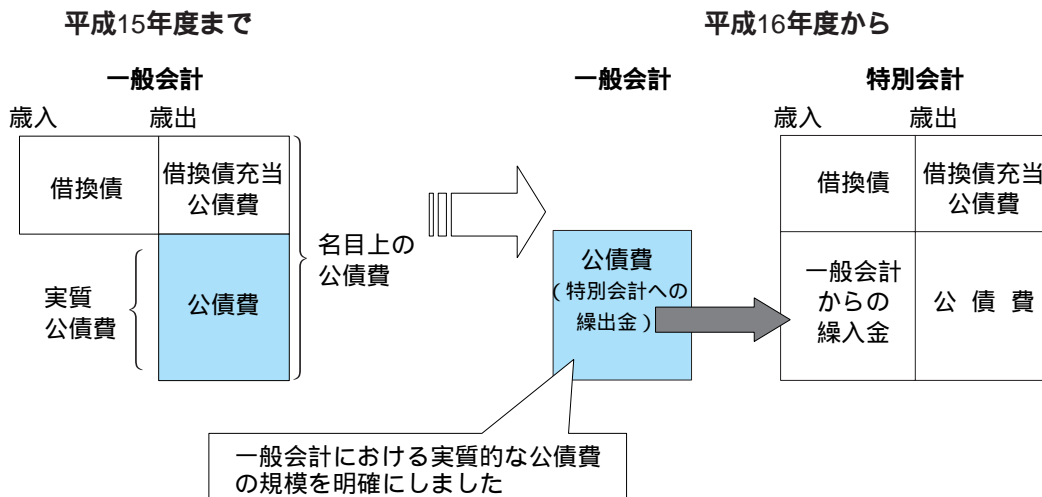 平成15年度まで
一般会計
歳入
歳出
借換債
借換債充当
公債費
実質
公債費
公債費
名目上の
公債費
平成16年度から
一般会計
公債費
(特別会計への
繰出金)
特別会計
歳入
歳出
借換債
借換債充当
公債費
一般会計
からの
繰入金
公 債 費
一般会計における実質的な公債費
の規模を明確にしました